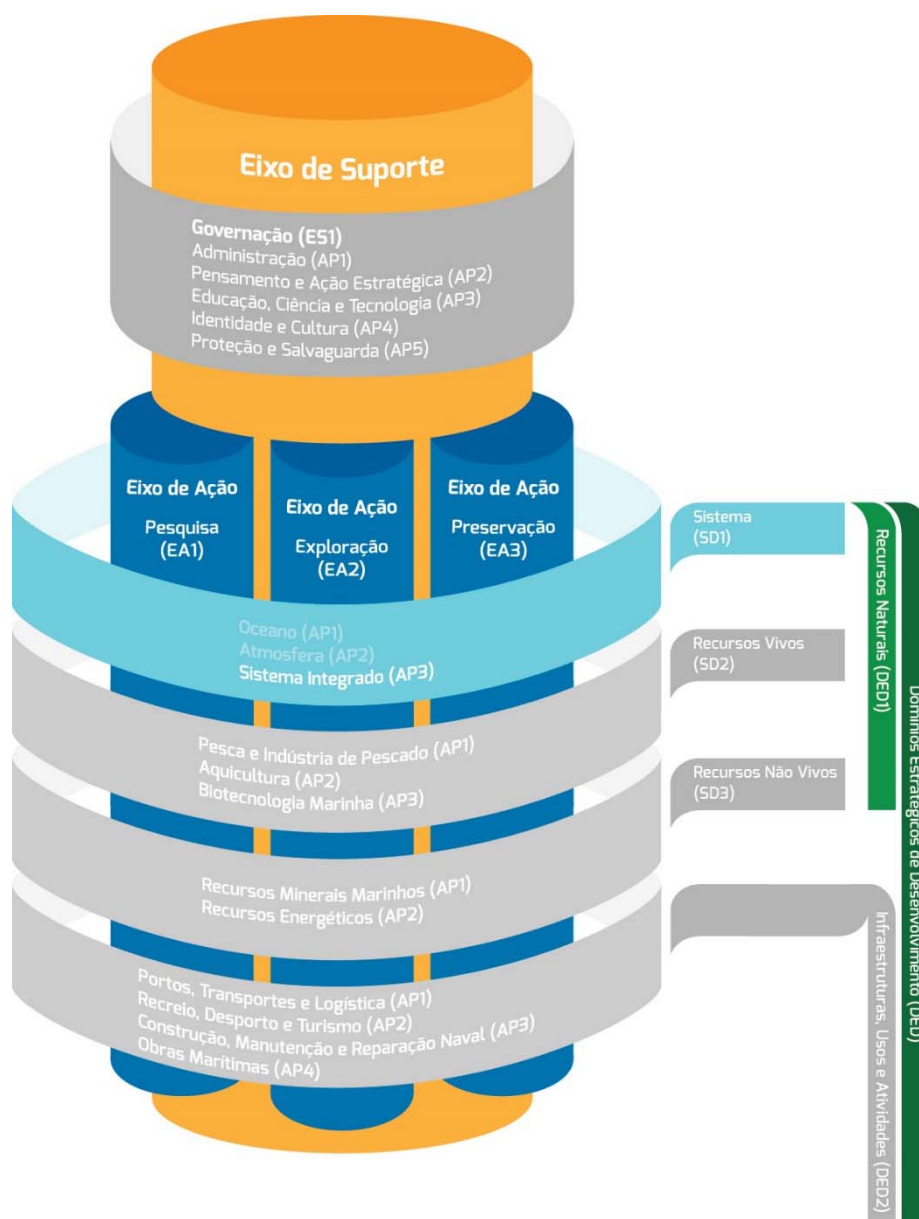 Eixo de Suporte
Governação (ES1)
Administração (AP1)
Pensamento e Ação Estratégica (AP2)
Educação, Ciência e Tecnologia (AP3)
Identidade e Cultura (AP4)
Proteção e Salvaguarda (AP5)
Eixo de Ação
Pesquisa
(EA1)
Eixo de Ação
Exploração
(EA2)
Eixo de Ação
Preservação
(EA3)
Oceano (AP1)
Atmosfera (AP2)
Sistema Integrado (AP3)
Pesca e Indústria de Pescado (AP1)
Aquicultura (AP2)
Biotecnologia Marinha (AP3)
Recursos Minerais Marinhos (AP1)
Recursos Energéticos (AP2)
Portos, Transportes e Logística (AP1)
Recreio, Desporto e Turismo (AP2)
Construção, Manutenção e Reparação Naval (AP3)
Obras Marítimas (AP4)
Sistema
(SD1)
Recursos Vivos
(SD2)
Recursos Não Vivos
(SD3)
Recursos Naturais (DED1)
Infraestruturas, Usos e Atividades (DED2)
Domínios Estratégicos de Desenvolvimento (DED)